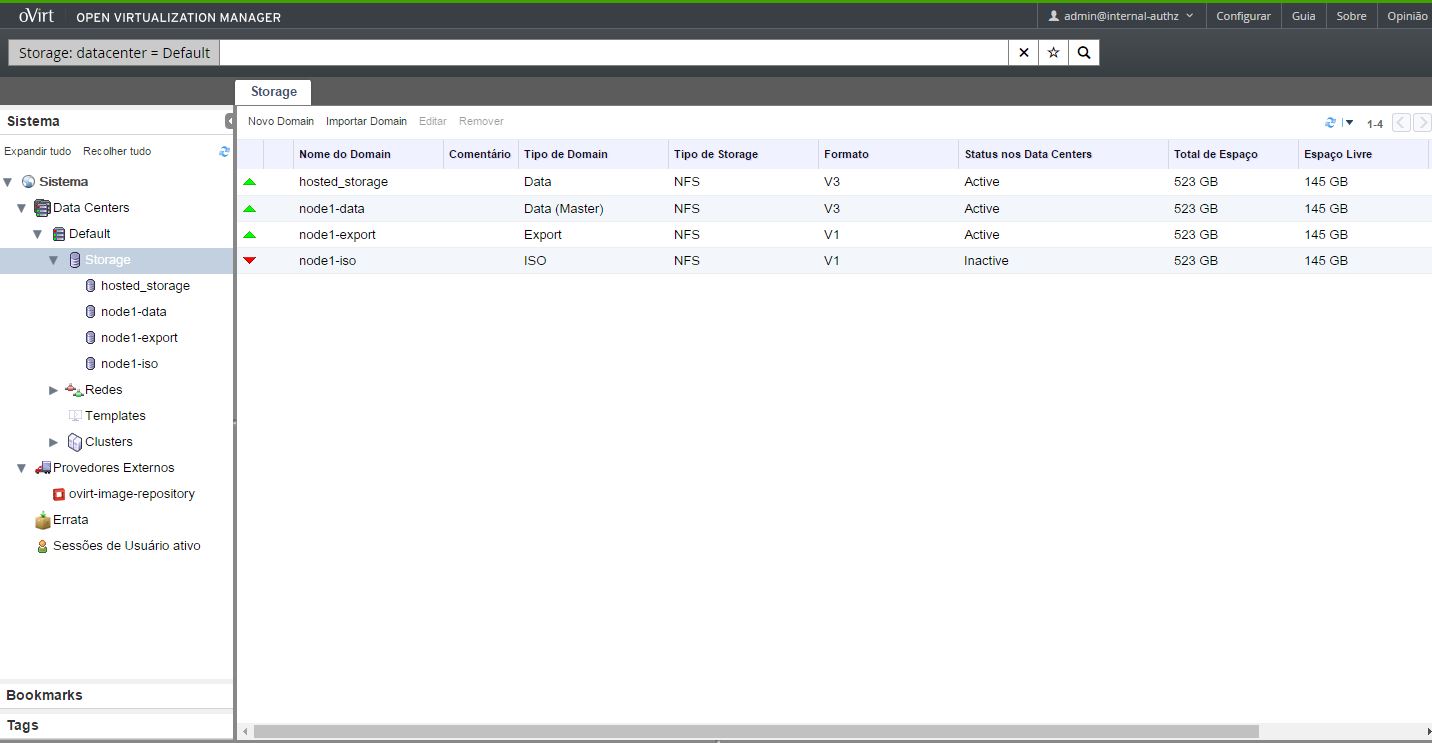 oVirt OPEN VIRTUALIZATION MANAGER admin@internal-authz Configurar Guia Sobre Opinião
Storage: datacenter = Default
Storage
Sistema
Expandir tudo Recolher tudo
Sistema
Data Centers
Default
Storage
hosted_storage
node1-data
node1-export
node1-iso
Redes
Templates
Clusters
Provedores Externos
ovirt-image-repository
Errata
Sessões de Usuário ativo
Bookmarks
Tags
Novo Domain Importar Domain Editar Remover 1-4
Nome do Domain Comentário Tipo de Domain Tipo de Storage Formato Status nos Data Centers Total de Espaço Espaço Livre
hosted_storage Data NFS V3 Active 523 GB 145 GB
node1-data Data (Master) NFS V3 Active 523 GB 145 GB
node1-export Export NFS V1 Active 523 GB 145 GB
node1-iso ISO NFS V1 Inactive 523 GB 145 GB